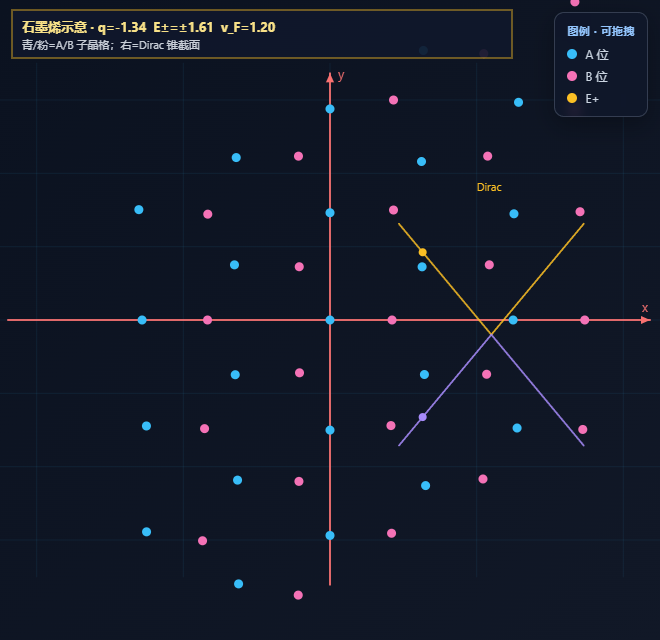 石墨烯示意 · q=-1.34 E±=±1.61 v_F=1.20
青/粉=A/B 子晶格；右=Dirac 锥截面
图例 · 可拖拽
A 位
B 位
E+
y
Dirac
x